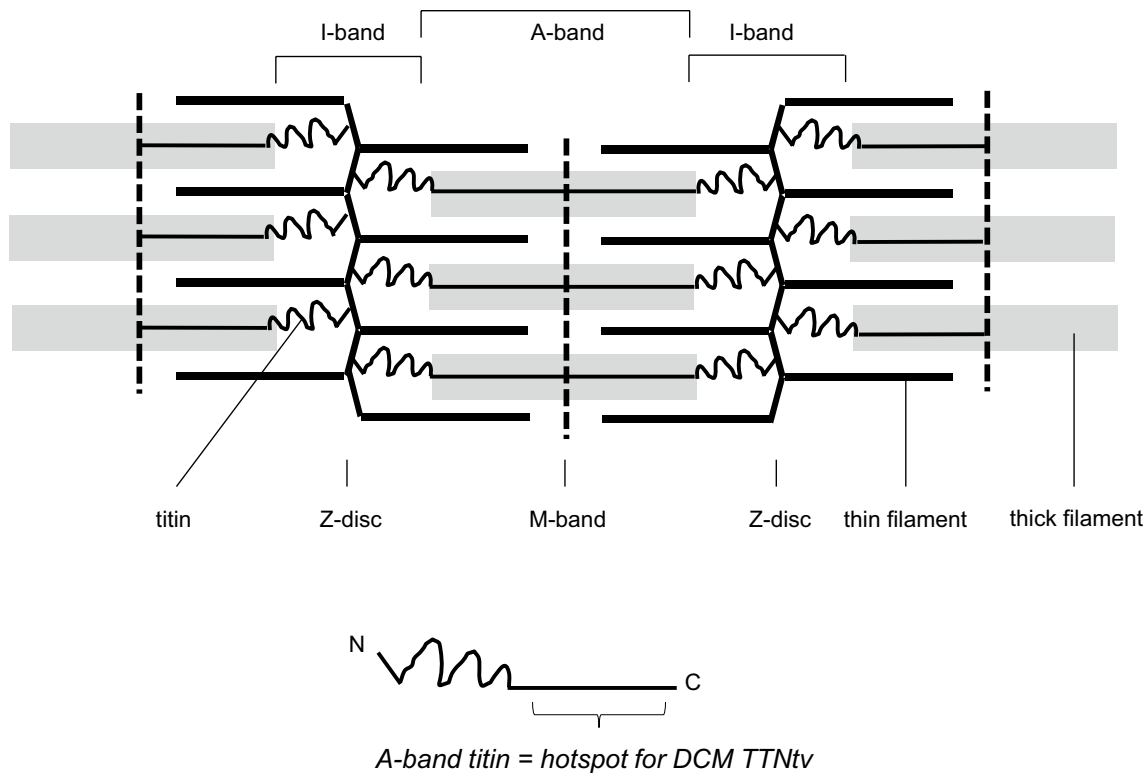 I-band
A-band
I-band
titin
Z-disc
M-band
Z-disc
thin filament
thick filament
N
C
A-band titin = hotspot for DCM TTNtv